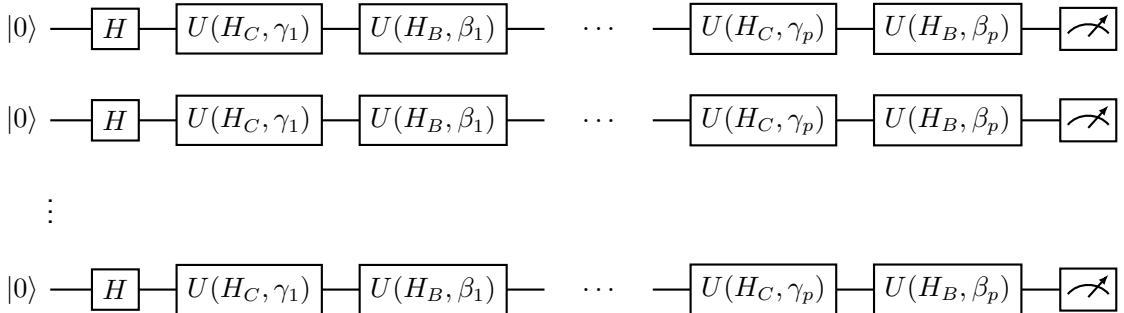 |0⟩ H U(H_C, γ_1) U(H_B, β_1) ⋯ U(H_C, γ_p) U(H_B, β_p)
|0⟩ H U(H_C, γ_1) U(H_B, β_1) ⋯ U(H_C, γ_p) U(H_B, β_p)
⋮
|0⟩ H U(H_C, γ_1) U(H_B, β_1) ⋯ U(H_C, γ_p) U(H_B, β_p)